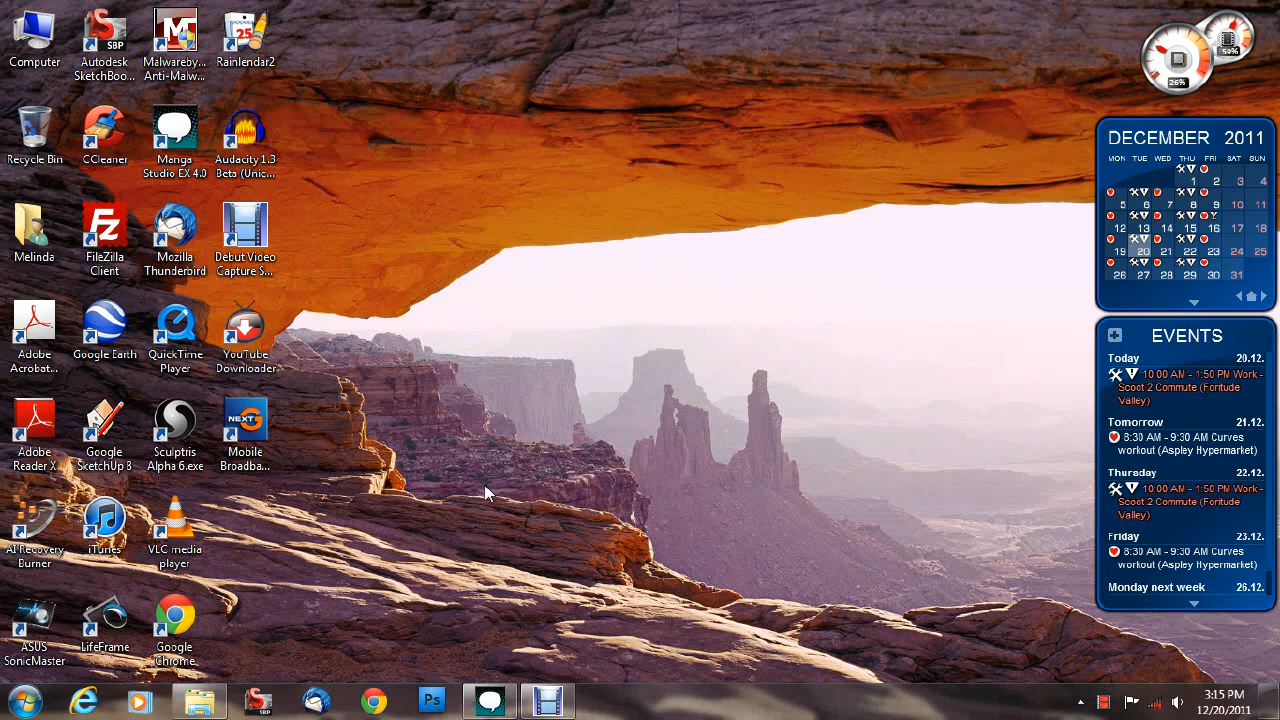 Computer
Autodesk
SketchBoo...
Malwareby...
Anti-Malw...
Rainlendar2
Recycle Bin
CCleaner
Manga
Studio EX 4.0
Audacity 1.3
Beta (Unic...
Melinda
FileZilla
Client
Mozilla
Thunderbird
Debut Video
Capture S...
Adobe
Acrobat...
Google Earth
QuickTime
Player
YouTube
Downloader
Adobe
Reader X
Google
SketchUp 8
Sculptris
Alpha 6.exe
Mobile
Broadba...
AI Recovery
Burner
iTunes
VLC media
player
ASUS
SonicMaster
LifeFrame
Google
Chrome
SBP
25
NEXT G
26%
59%
DECEMBER 2011
MON TUE WED THU FRI SAT SUN
1 2 3 4
5 6 7 8 9 10 11
12 13 14 15 16 17 18
19 20 21 22 23 24 25
26 27 28 29 30 31
EVENTS
Today 20.12.
10:00 AM - 1:50 PM Work -
Scoot 2 Commute (Fortitude
Valley)
Tomorrow 21.12.
8:30 AM - 9:30 AM Curves
workout (Aspley Hypermarket)
Thursday 22.12.
10:00 AM - 1:50 PM Work -
Scoot 2 Commute (Fortitude
Valley)
Friday 23.12.
8:30 AM - 9:30 AM Curves
workout (Aspley Hypermarket)
Monday next week 26.12.
SBP
Ps
3:15 PM
12/20/2011